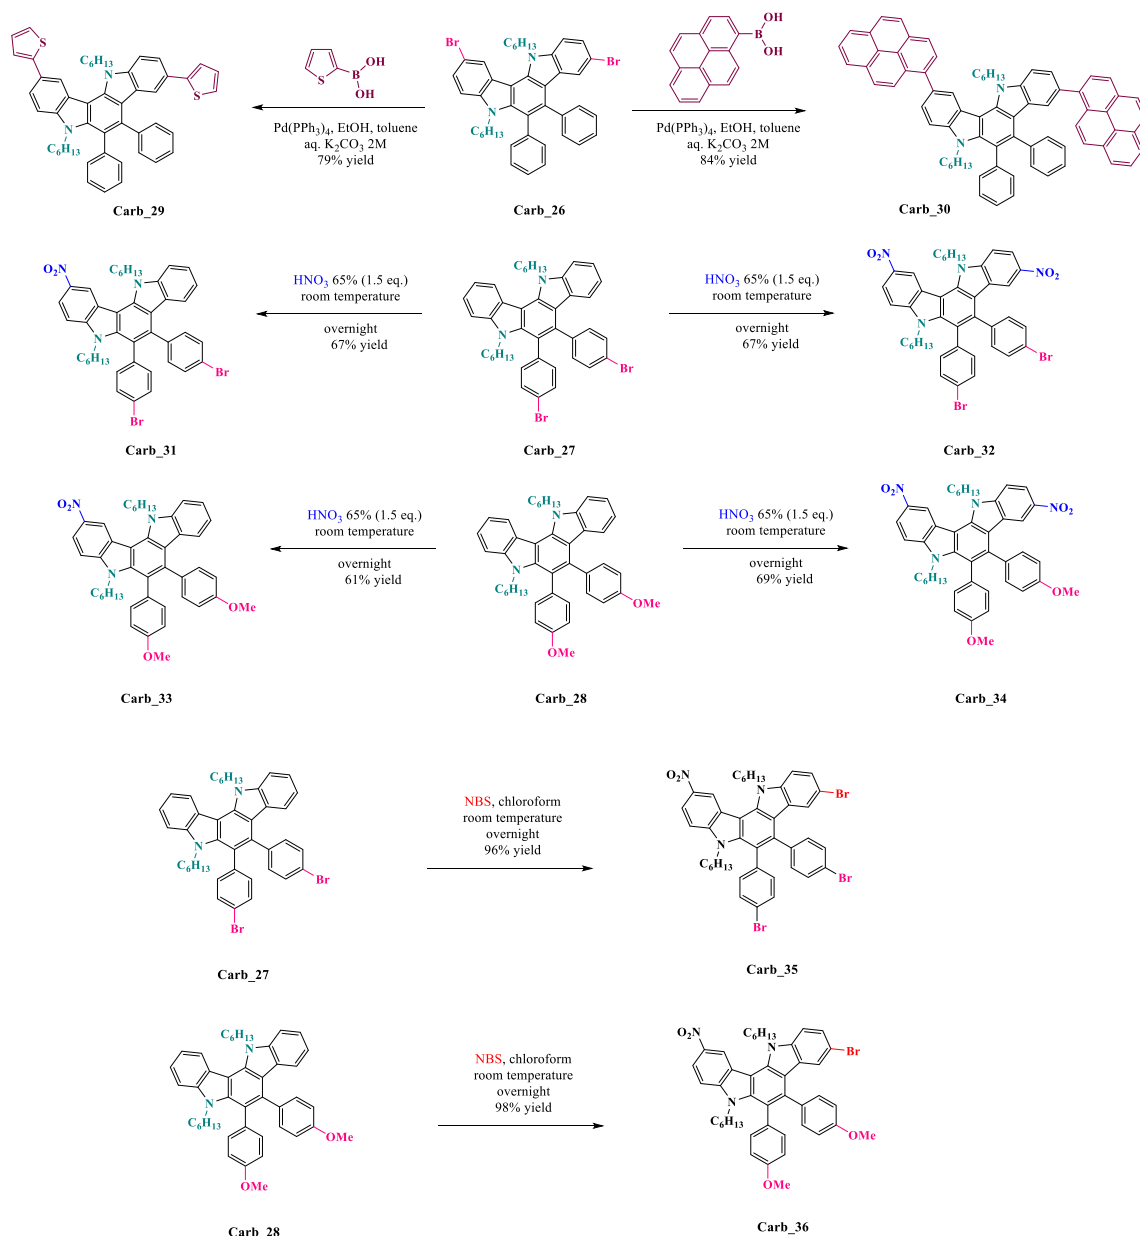 S
C₆H₁₃
N
S
N
C₆H₁₃
Carb_29
S
OH
B
OH
Pd(PPh₃)₄, EtOH, toluene
aq. K₂CO₃ 2M
79% yield
Br
C₆H₁₃
N
Br
N
C₆H₁₃
Carb_26
OH
B
OH
Pd(PPh₃)₄, EtOH, toluene
aq. K₂CO₃ 2M
84% yield
C₆H₁₃
N
N
C₆H₁₃
Carb_30
O₂N
C₆H₁₃
N
N
C₆H₁₃
Br
Br
Carb_31
HNO₃ 65% (1.5 eq.)
room temperature
overnight
67% yield
C₆H₁₃
N
N
C₆H₁₃
Br
Br
Carb_27
HNO₃ 65% (1.5 eq.)
room temperature
overnight
67% yield
O₂N
C₆H₁₃
N
NO₂
N
C₆H₁₃
Br
Br
Carb_32
O₂N
C₆H₁₃
N
N
C₆H₁₃
OMe
OMe
Carb_33
HNO₃ 65% (1.5 eq.)
room temperature
overnight
61% yield
C₆H₁₃
N
N
C₆H₁₃
OMe
OMe
Carb_28
HNO₃ 65% (1.5 eq.)
room temperature
overnight
69% yield
O₂N
C₆H₁₃
N
NO₂
N
C₆H₁₃
OMe
OMe
Carb_34
C₆H₁₃
N
N
C₆H₁₃
Br
Br
Carb_27
NBS, chloroform
room temperature
overnight
96% yield
O₂N
C₆H₁₃
N
Br
N
C₆H₁₃
Br
Br
Carb_35
C₆H₁₃
N
N
C₆H₁₃
OMe
OMe
Carb_28
NBS, chloroform
room temperature
overnight
98% yield
O₂N
C₆H₁₃
N
Br
N
C₆H₁₃
OMe
OMe
Carb_36